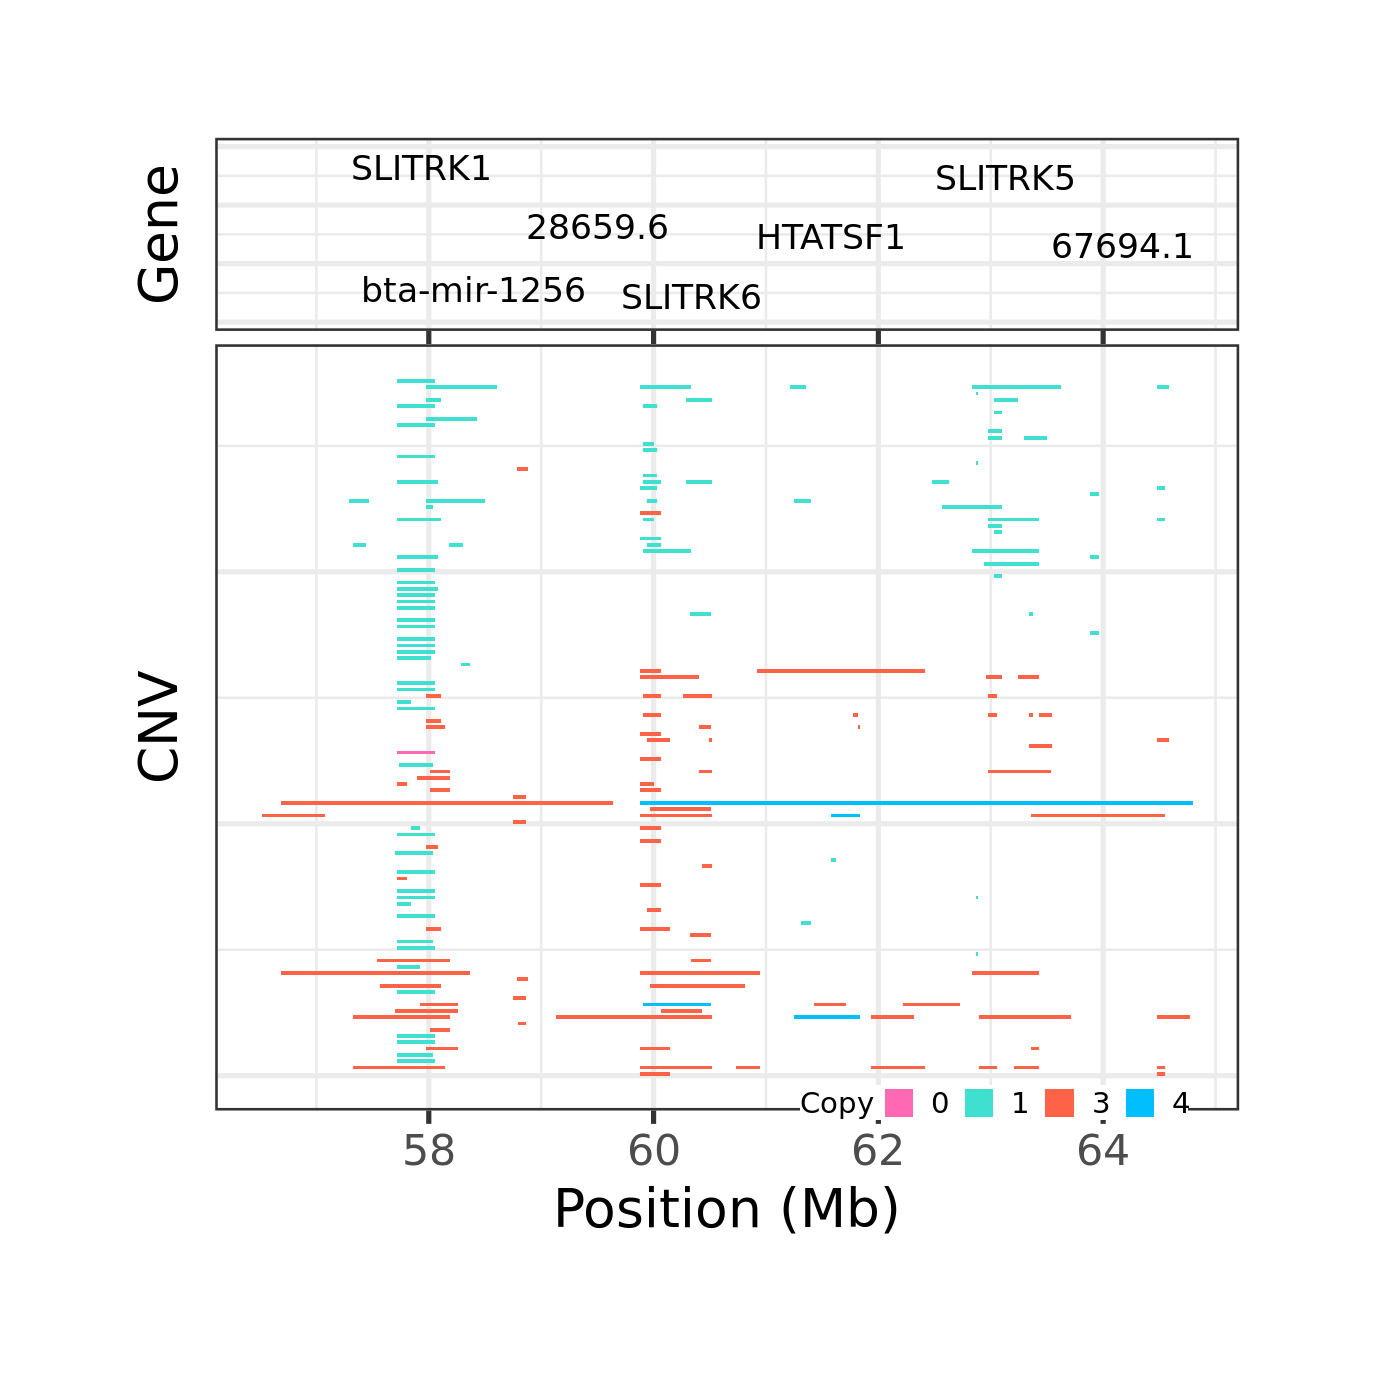 Gene
SLITRK1
SLITRK5
28659.6
HTATSF1
67694.1
bta-mir-1256
SLITRK6
CNV
Copy 0 1 3 4
58 60 62 64
Position (Mb)